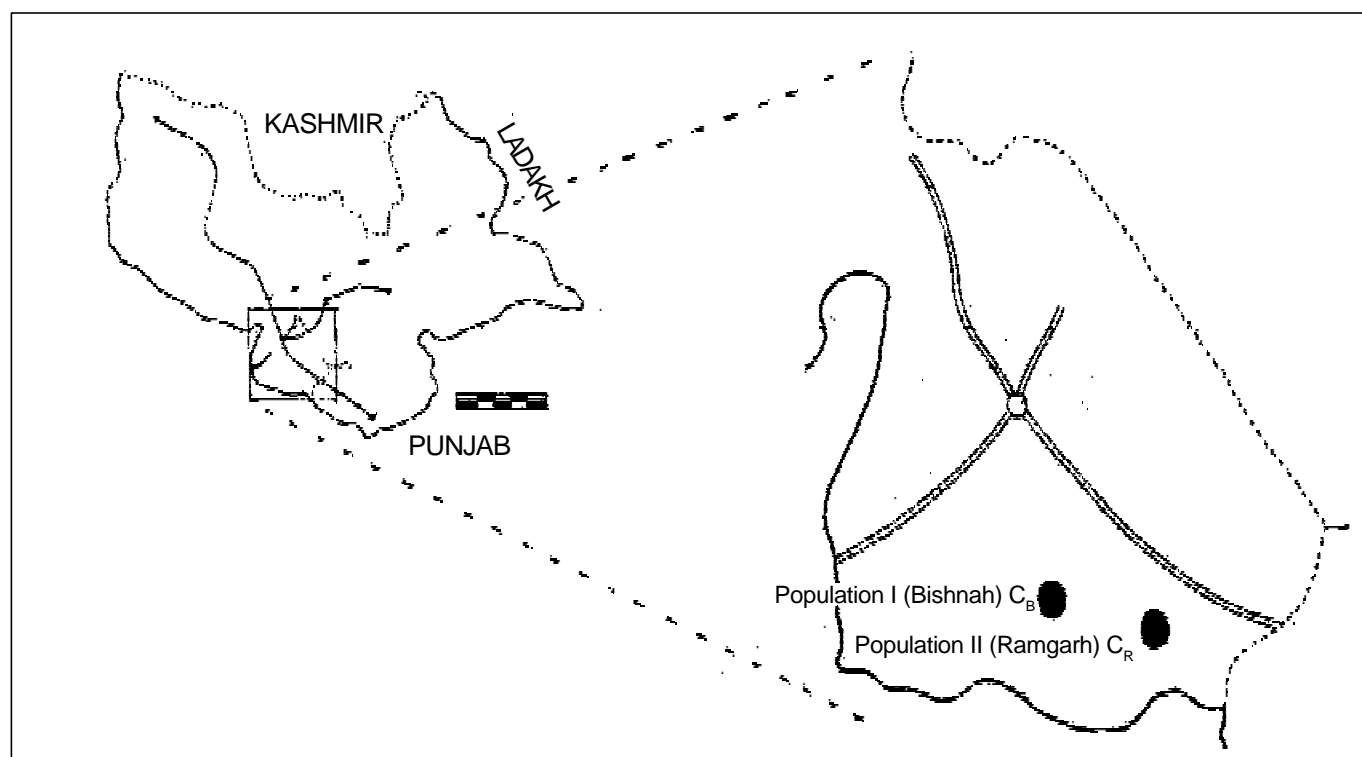 KASHMIR
LADAKH
PUNJAB
Population I (Bishnah) C_B
Population II (Ramgarh) C_R